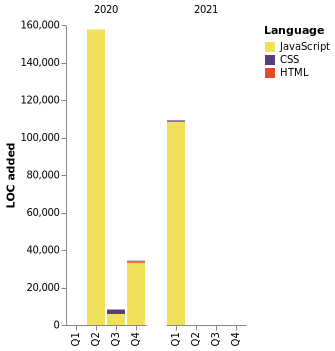 2020 2021
Language
JavaScript
CSS
HTML
LOC added
160,000
140,000
120,000
100,000
80,000
60,000
40,000
20,000
0
Q1 Q2 Q3 Q4 Q1 Q2 Q3 Q4